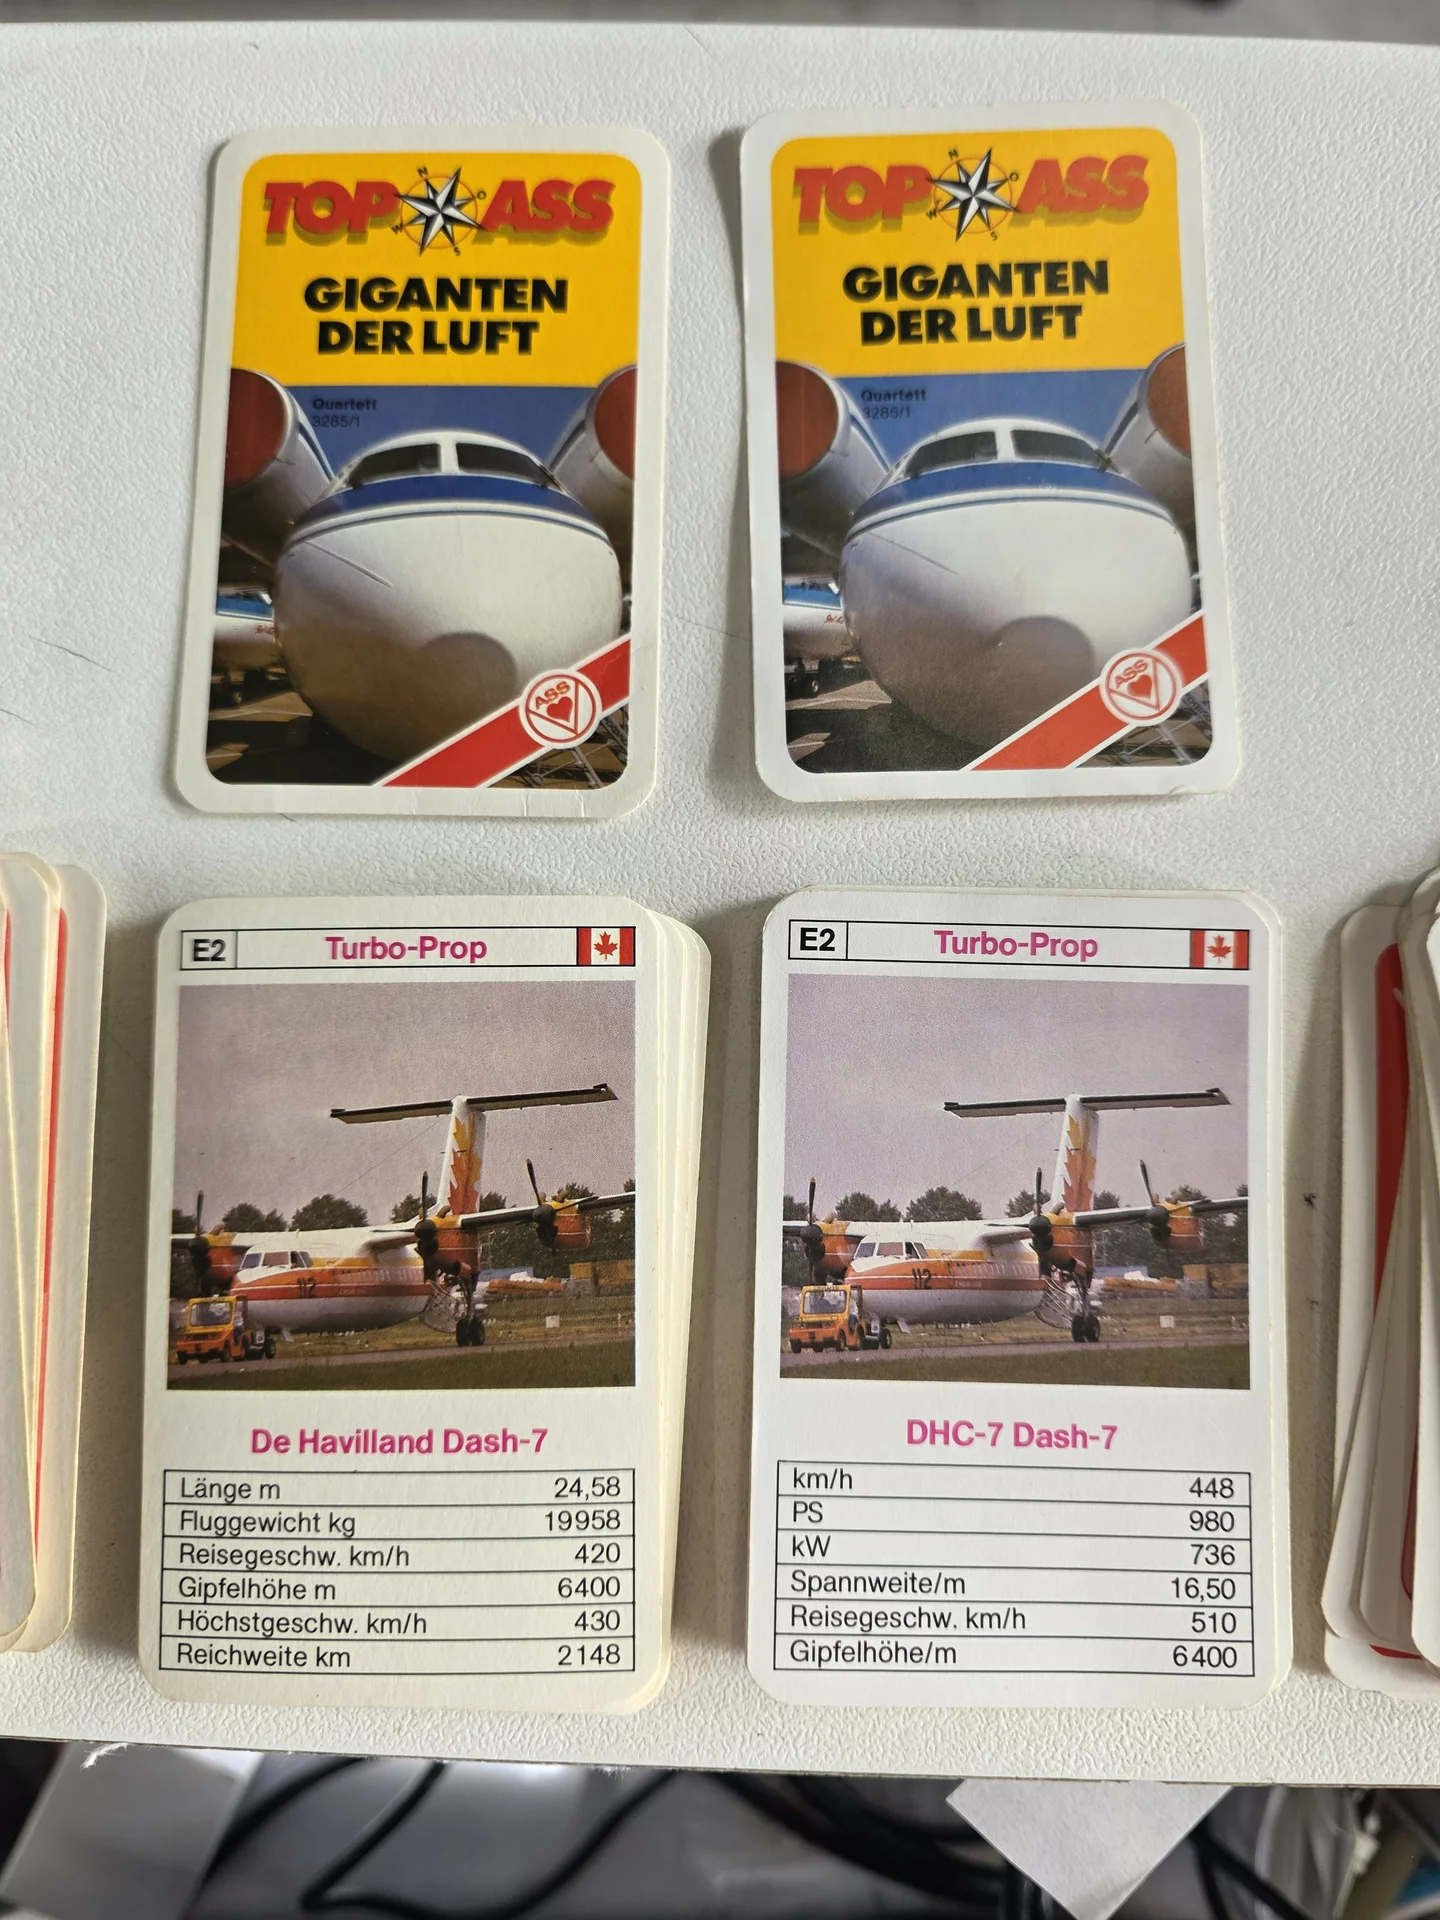 TOP ASS
N
O
W
S
GIGANTEN
DER LUFT
Quartett
3285/1
ASS
TOP ASS
N
O
W
S
GIGANTEN
DER LUFT
Quartett
3285/1
ASS
E2 Turbo-Prop
112
De Havilland Dash-7
Länge m 24,58
Fluggewicht kg 19958
Reisegeschw. km/h 420
Gipfelhöhe m 6400
Höchstgeschw. km/h 430
Reichweite km 2148
E2 Turbo-Prop
112
DHC-7 Dash-7
km/h 448
PS 980
kW 736
Spannweite/m 16,50
Reisegeschw. km/h 510
Gipfelhöhe/m 6400